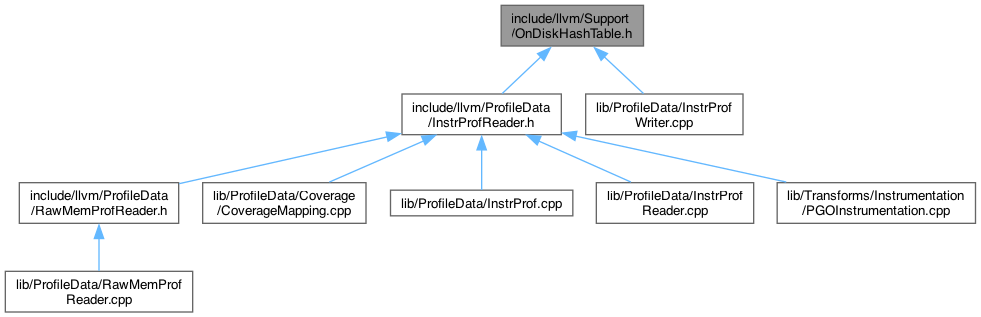 include/llvm/Support
/OnDiskHashTable.h
include/llvm/ProfileData
/InstrProfReader.h
lib/ProfileData/InstrProf
Writer.cpp
include/llvm/ProfileData
/RawMemProfReader.h
lib/ProfileData/Coverage
/CoverageMapping.cpp
lib/ProfileData/InstrProf.cpp
lib/ProfileData/InstrProf
Reader.cpp
lib/Transforms/Instrumentation
/PGOInstrumentation.cpp
lib/ProfileData/RawMemProf
Reader.cpp